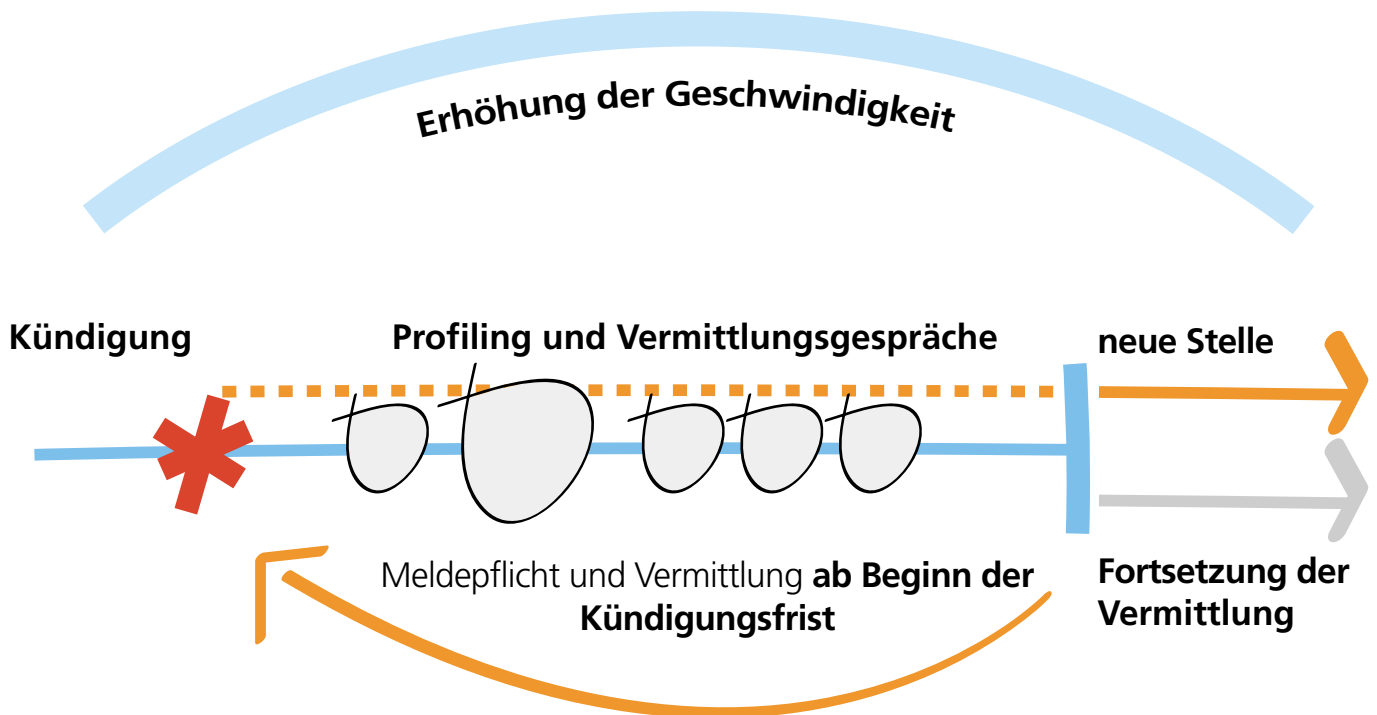 Erhöhung der Geschwindigkeit
Kündigung
Profiling und Vermittlungsgespräche
neue Stelle
Meldepflicht und Vermittlung ab Beginn der
Kündigungsfrist
Fortsetzung der
Vermittlung